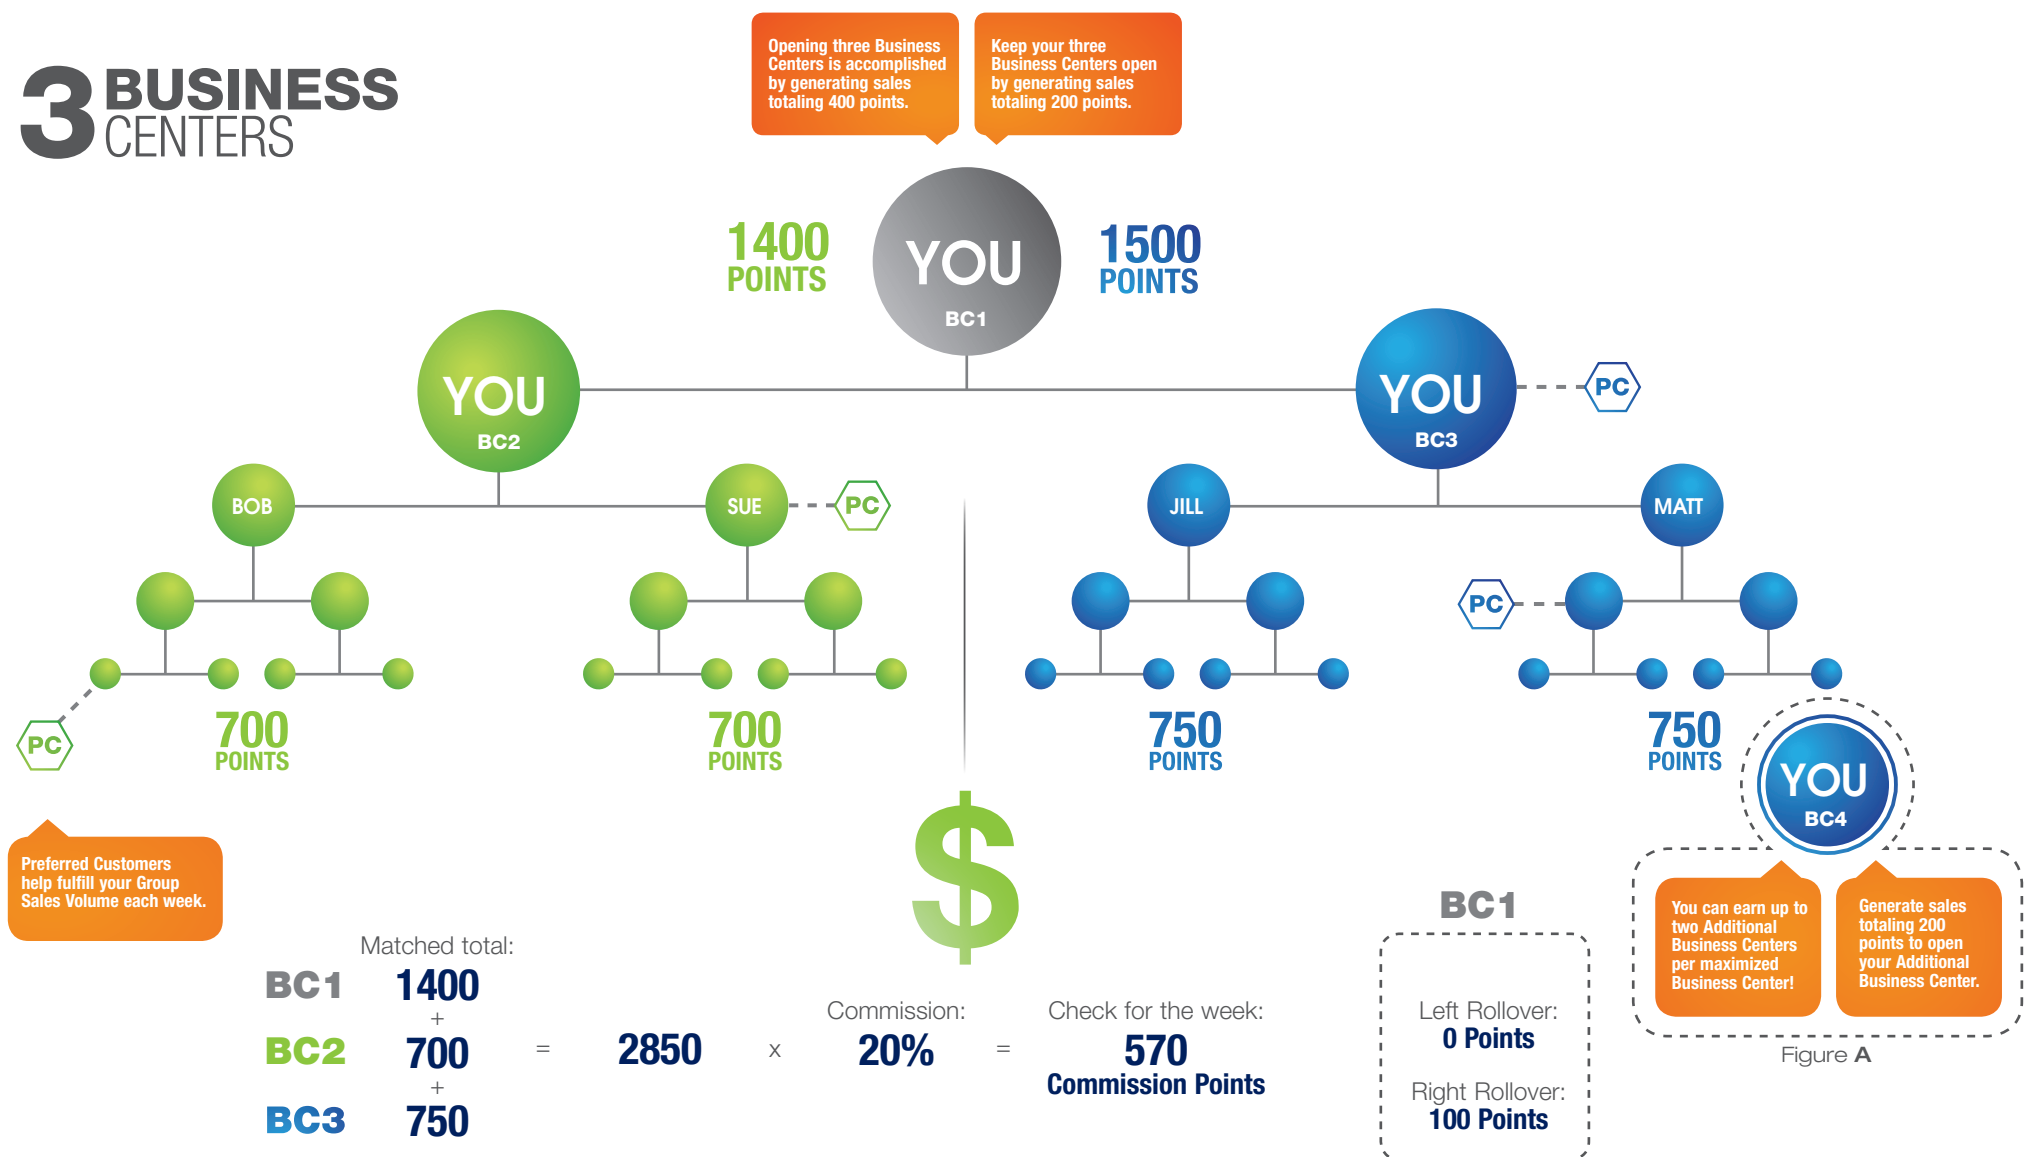 3 BUSINESS
CENTERS
Opening three Business
Centers is accomplished
by generating sales
totaling 400 points.
Keep your three
Business Centers open
by generating sales
totaling 200 points.
1400
POINTS
YOU
BC1
1500
POINTS
YOU
BC2
YOU
BC3
PC
BOB
SUE
PC
JILL
MATT
PC
PC
700
POINTS
700
POINTS
750
POINTS
750
POINTS
YOU
BC4
Preferred Customers
help fulfill your Group
Sales Volume each week.
You can earn up to
two Additional
Business Centers
per maximized
Business Center!
Generate sales
totaling 200
points to open
your Additional
Business Center.
Figure A
$
Matched total:
BC1 1400
+
BC2 700 = 2850 x
+
BC3 750
Commission:
20% =
Check for the week:
570
Commission Points
BC1
Left Rollover:
0 Points
Right Rollover:
100 Points